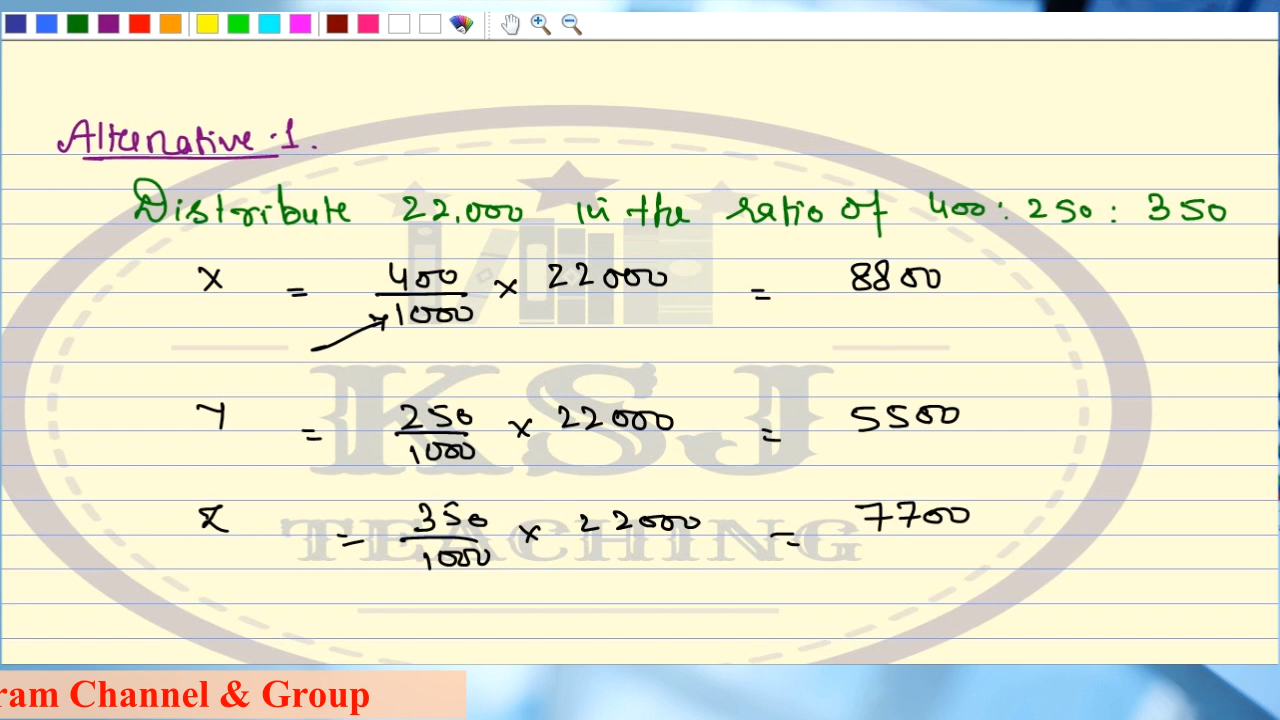 Alternative.1.
Distribute 22,000 in the ratio of 400: 250: 350
X = 400/1000 × 22000 = 8800
Y = 250/1000 × 22000 = 5500
Z = 350/1000 × 22000 = 7700
KSJ
TEACHING
ram Channel & Group